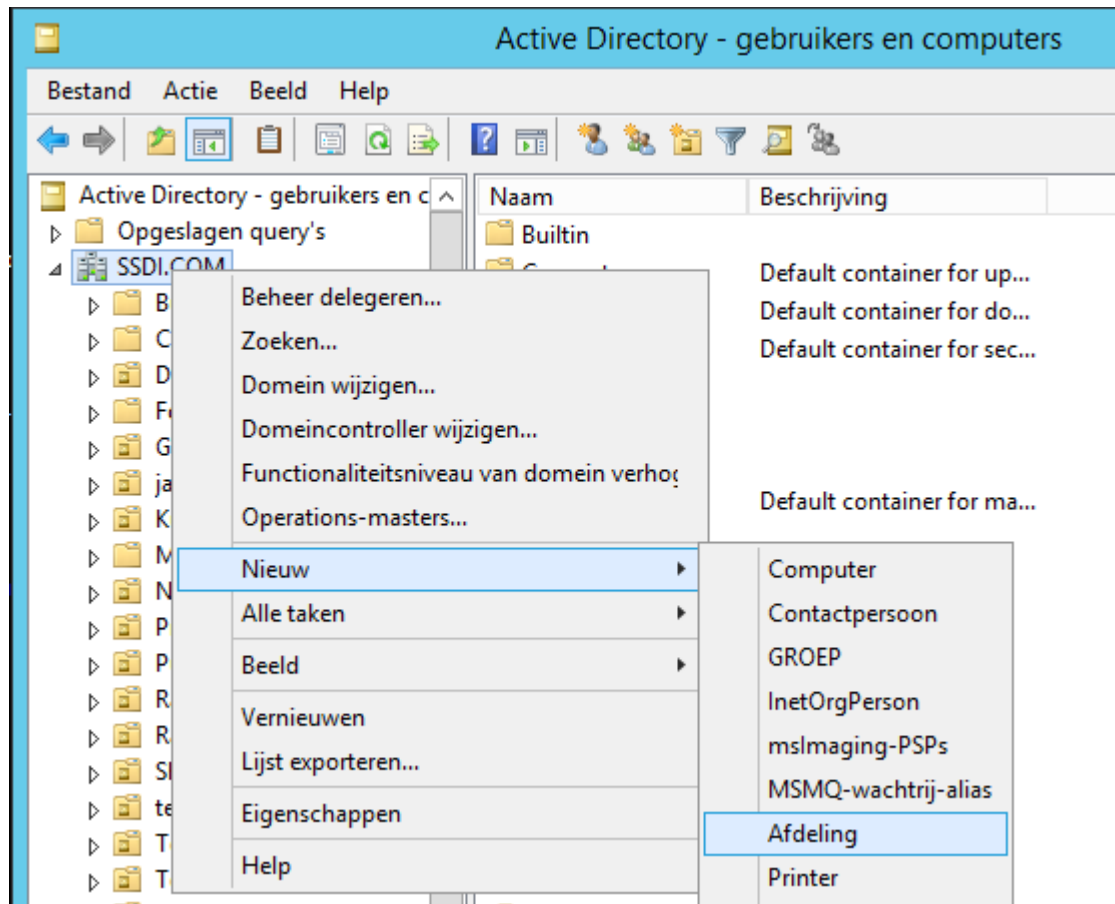 Active Directory - gebruikers en computers
Bestand Actie Beeld Help
Active Directory - gebruikers en c
Opgeslagen query's
SSDI.COM
Naam Beschrijving
Builtin
Default container for up...
Default container for do...
Default container for sec...
Default container for ma...
B
C
D
F
G
ja
K
M
N
P
P
R
R
SI
te
T
T
Beheer delegeren...
Zoeken...
Domein wijzigen...
Domeincontroller wijzigen...
Functionaliteitsniveau van domein verhog
Operations-masters...
Nieuw
Alle taken
Beeld
Vernieuwen
Lijst exporteren...
Eigenschappen
Help
Computer
Contactpersoon
GROEP
InetOrgPerson
msImaging-PSPs
MSMQ-wachtrij-alias
Afdeling
Printer